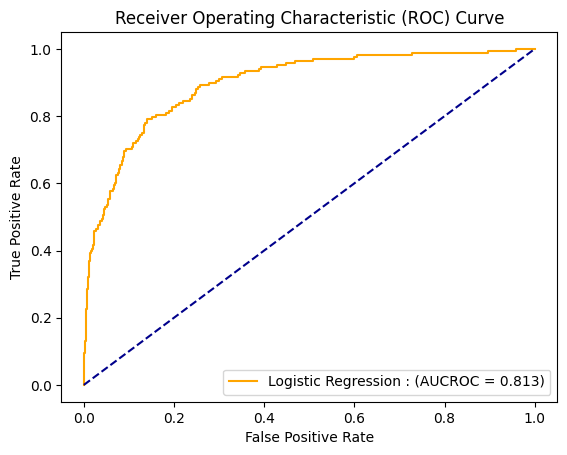 Receiver Operating Characteristic (ROC) Curve
True Positive Rate
1.0
0.8
0.6
0.4
0.2
0.0
Logistic Regression : (AUCROC = 0.813)
0.0 0.2 0.4 0.6 0.8 1.0
False Positive Rate